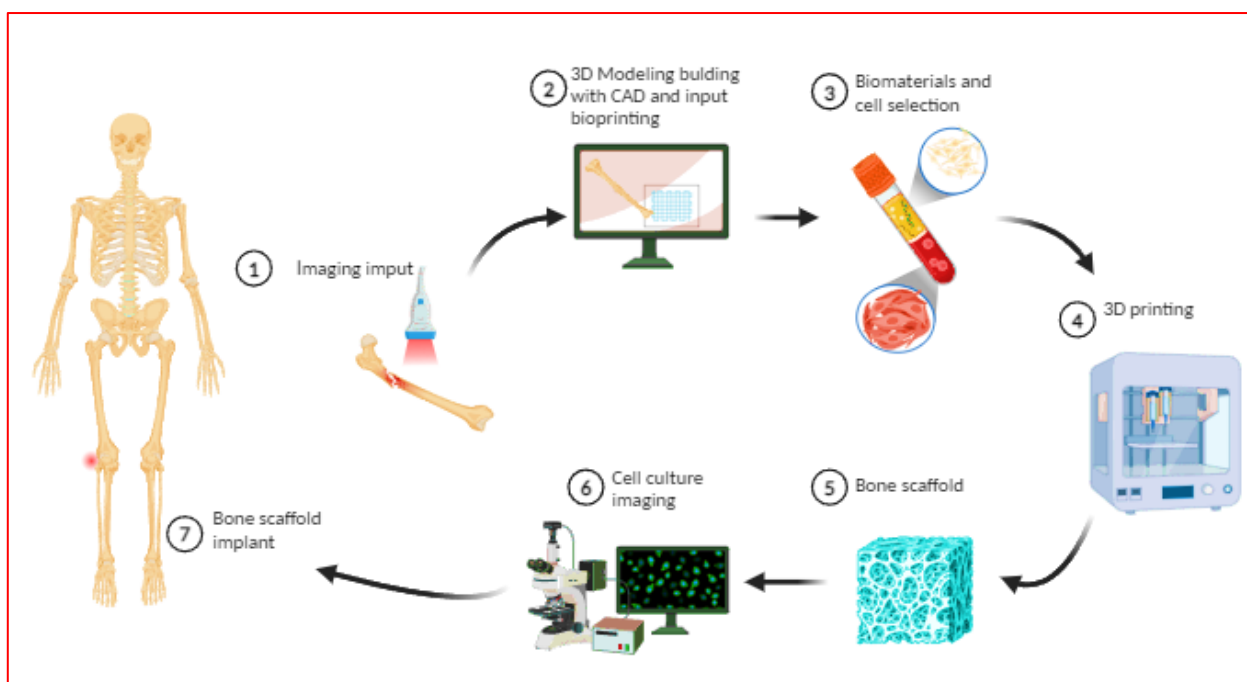 1
Imaging imput
2
3D Modeling bulding
with CAD and input
bioprinting
3
Biomaterials and
cell selection
4
3D printing
5
Bone scaffold
6
Cell culture
imaging
7
Bone scaffold
implant